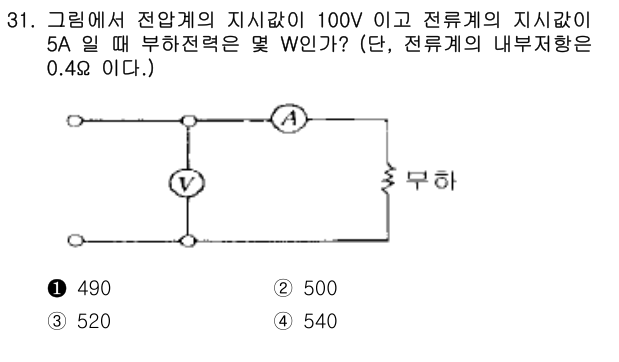 31. 그림에서 전압계의 지시값이 100V 이고 전류계의 지시값이
5A 일 때 부하전력은 몇 W인가? (단, 전류계의 내부저항은
0.4Ω 이다.)
A
V 무하
❶ 490 ② 500
③ 520 ④ 540